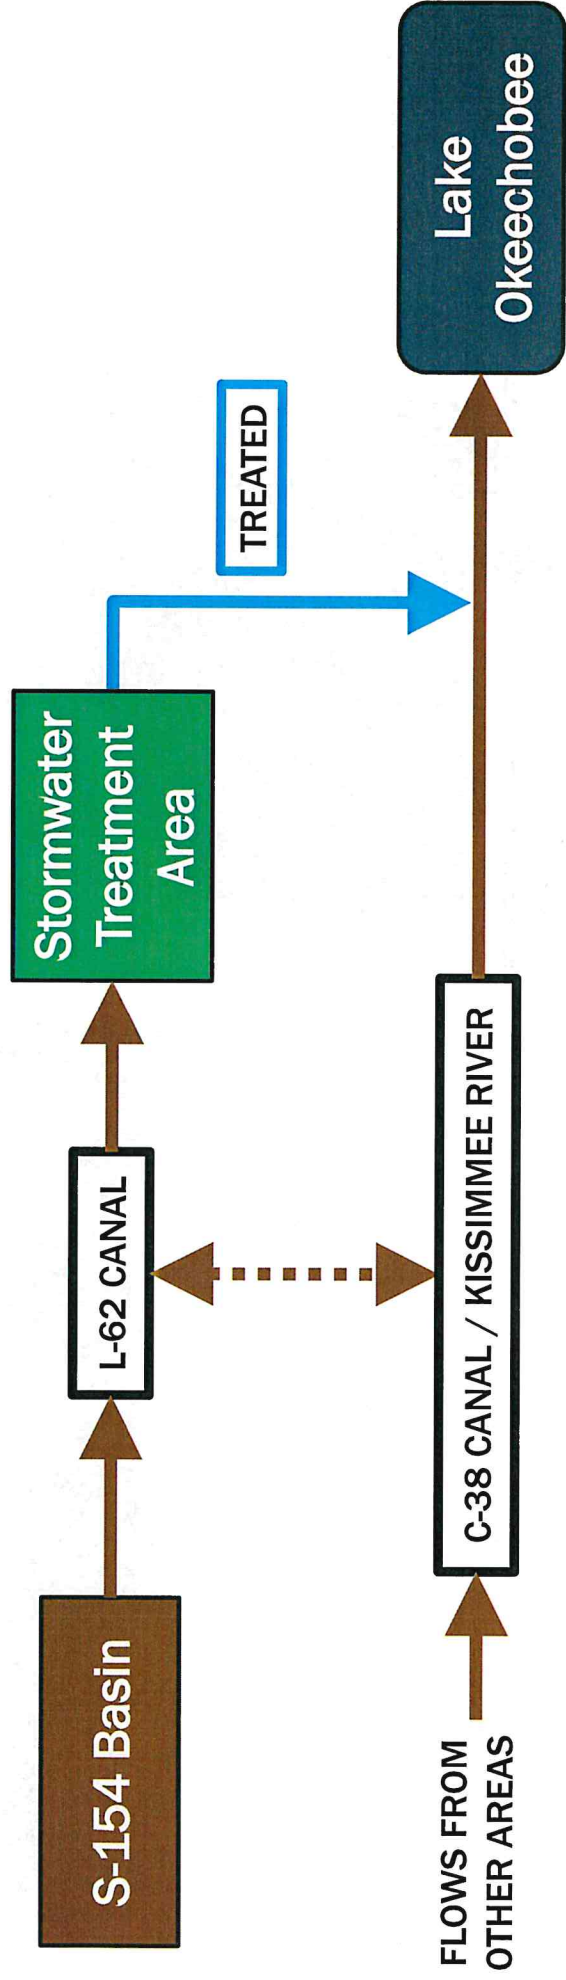 S-154 Basin
L-62 CANAL
Stormwater
Treatment
Area
TREATED
FLOWS FROM
OTHER AREAS
C-38 CANAL / KISSIMMEE RIVER
Lake
Okeechobee